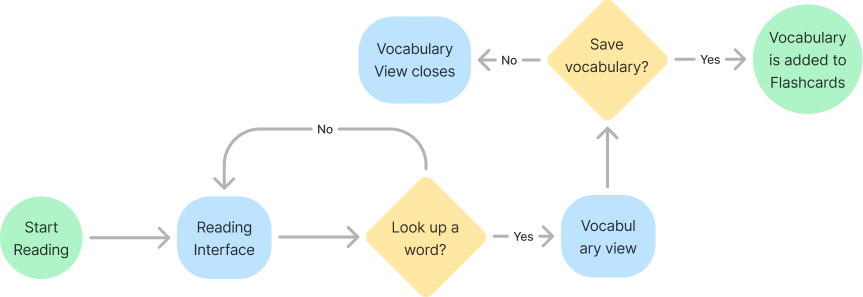 Start
Reading
Reading
Interface
Look up a
word?
No
Yes
Vocabul
ary view
Save
vocabulary?
No
Vocabulary
View closes
Yes
Vocabulary
is added to
Flashcards